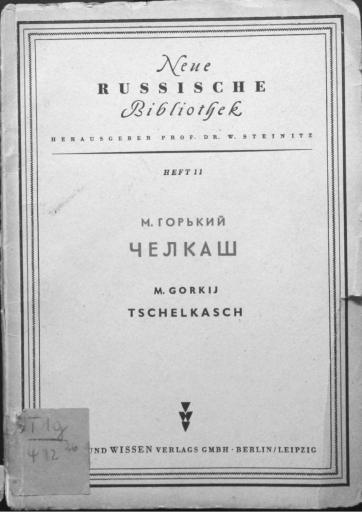 Neue
RUSSISCHE
Bibliothek
HERAUSGEBER PROF. DR. W. STEINITZ
HEFT 11
М. ГОРЬКИЙ
ЧЕЛКАШ
M. GORKIJ
TSCHELKASCH
UND WISSEN VERLAGS GMBH · BERLIN/LEIPZIG